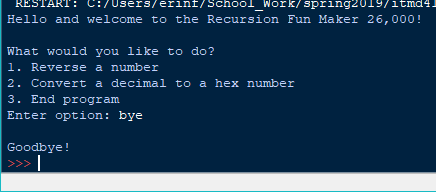 RESTART: C:/Users/erinf/School_Work/spring2019/itmd4
Hello and welcome to the Recursion Fun Maker 26,000!
What would you like to do?
1. Reverse a number
2. Convert a decimal to a hex number
3. End program
Enter option: bye
Goodbye!
>>>